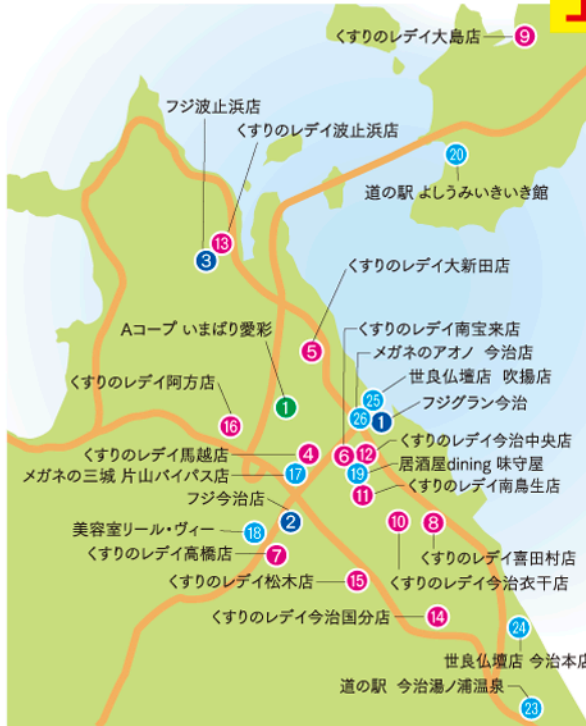 くすりのレデイ大島店 9
フジ波止浜店
くすりのレデイ波止浜店
20
道の駅 よしうみいきいき館
13
3
くすりのレデイ大新田店
Aコープ いまばり愛彩
くすりのレデイ南宝来店
5
メガネのアオノ 今治店
世良仏壇店 吹揚店
くすりのレデイ阿方店
25
フジグラン今治
1
26
1
16
くすりのレデイ馬越店
4
6
12
くすりのレデイ今治中央店
メガネの三城 片山バイパス店
17
19
居酒屋dining 味守屋
フジ今治店
11
くすりのレデイ南鳥生店
美容室リール・ヴィー
18
2
10
8
くすりのレデイ高橋店
7
くすりのレデイ喜田村店
くすりのレデイ松木店
15
くすりのレデイ今治衣干店
くすりのレデイ今治国分店
14
24
世良仏壇店 今治本店
道の駅 今治湯ノ浦温泉
23